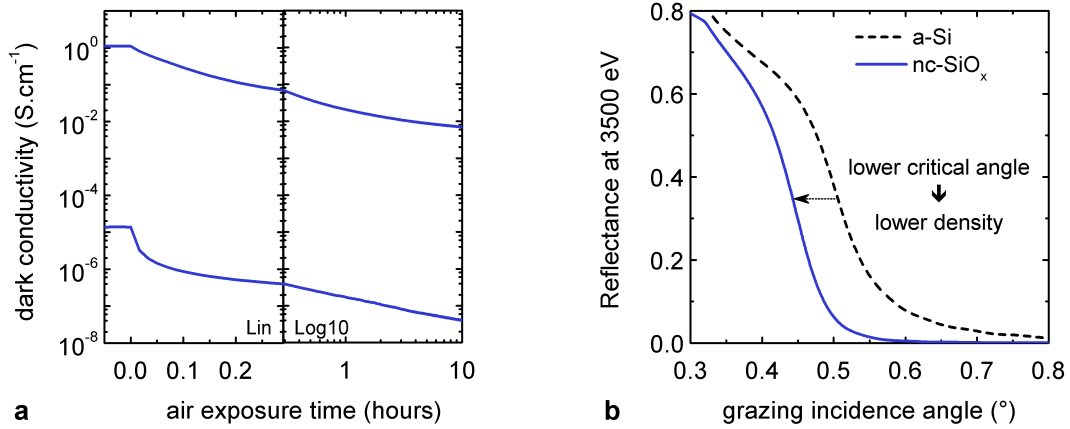 dark conductivity (S.cm⁻¹)
10⁰
10⁻²
10⁻⁴
10⁻⁶
10⁻⁸
Lin
Log10
0.0 0.1 0.2 1 10
air exposure time (hours)
a
Reflectance at 3500 eV
0.8
0.6
0.4
0.2
0.0
a-Si
nc-SiOₓ
lower critical angle
lower density
0.3 0.4 0.5 0.6 0.7 0.8
grazing incidence angle (°)
b